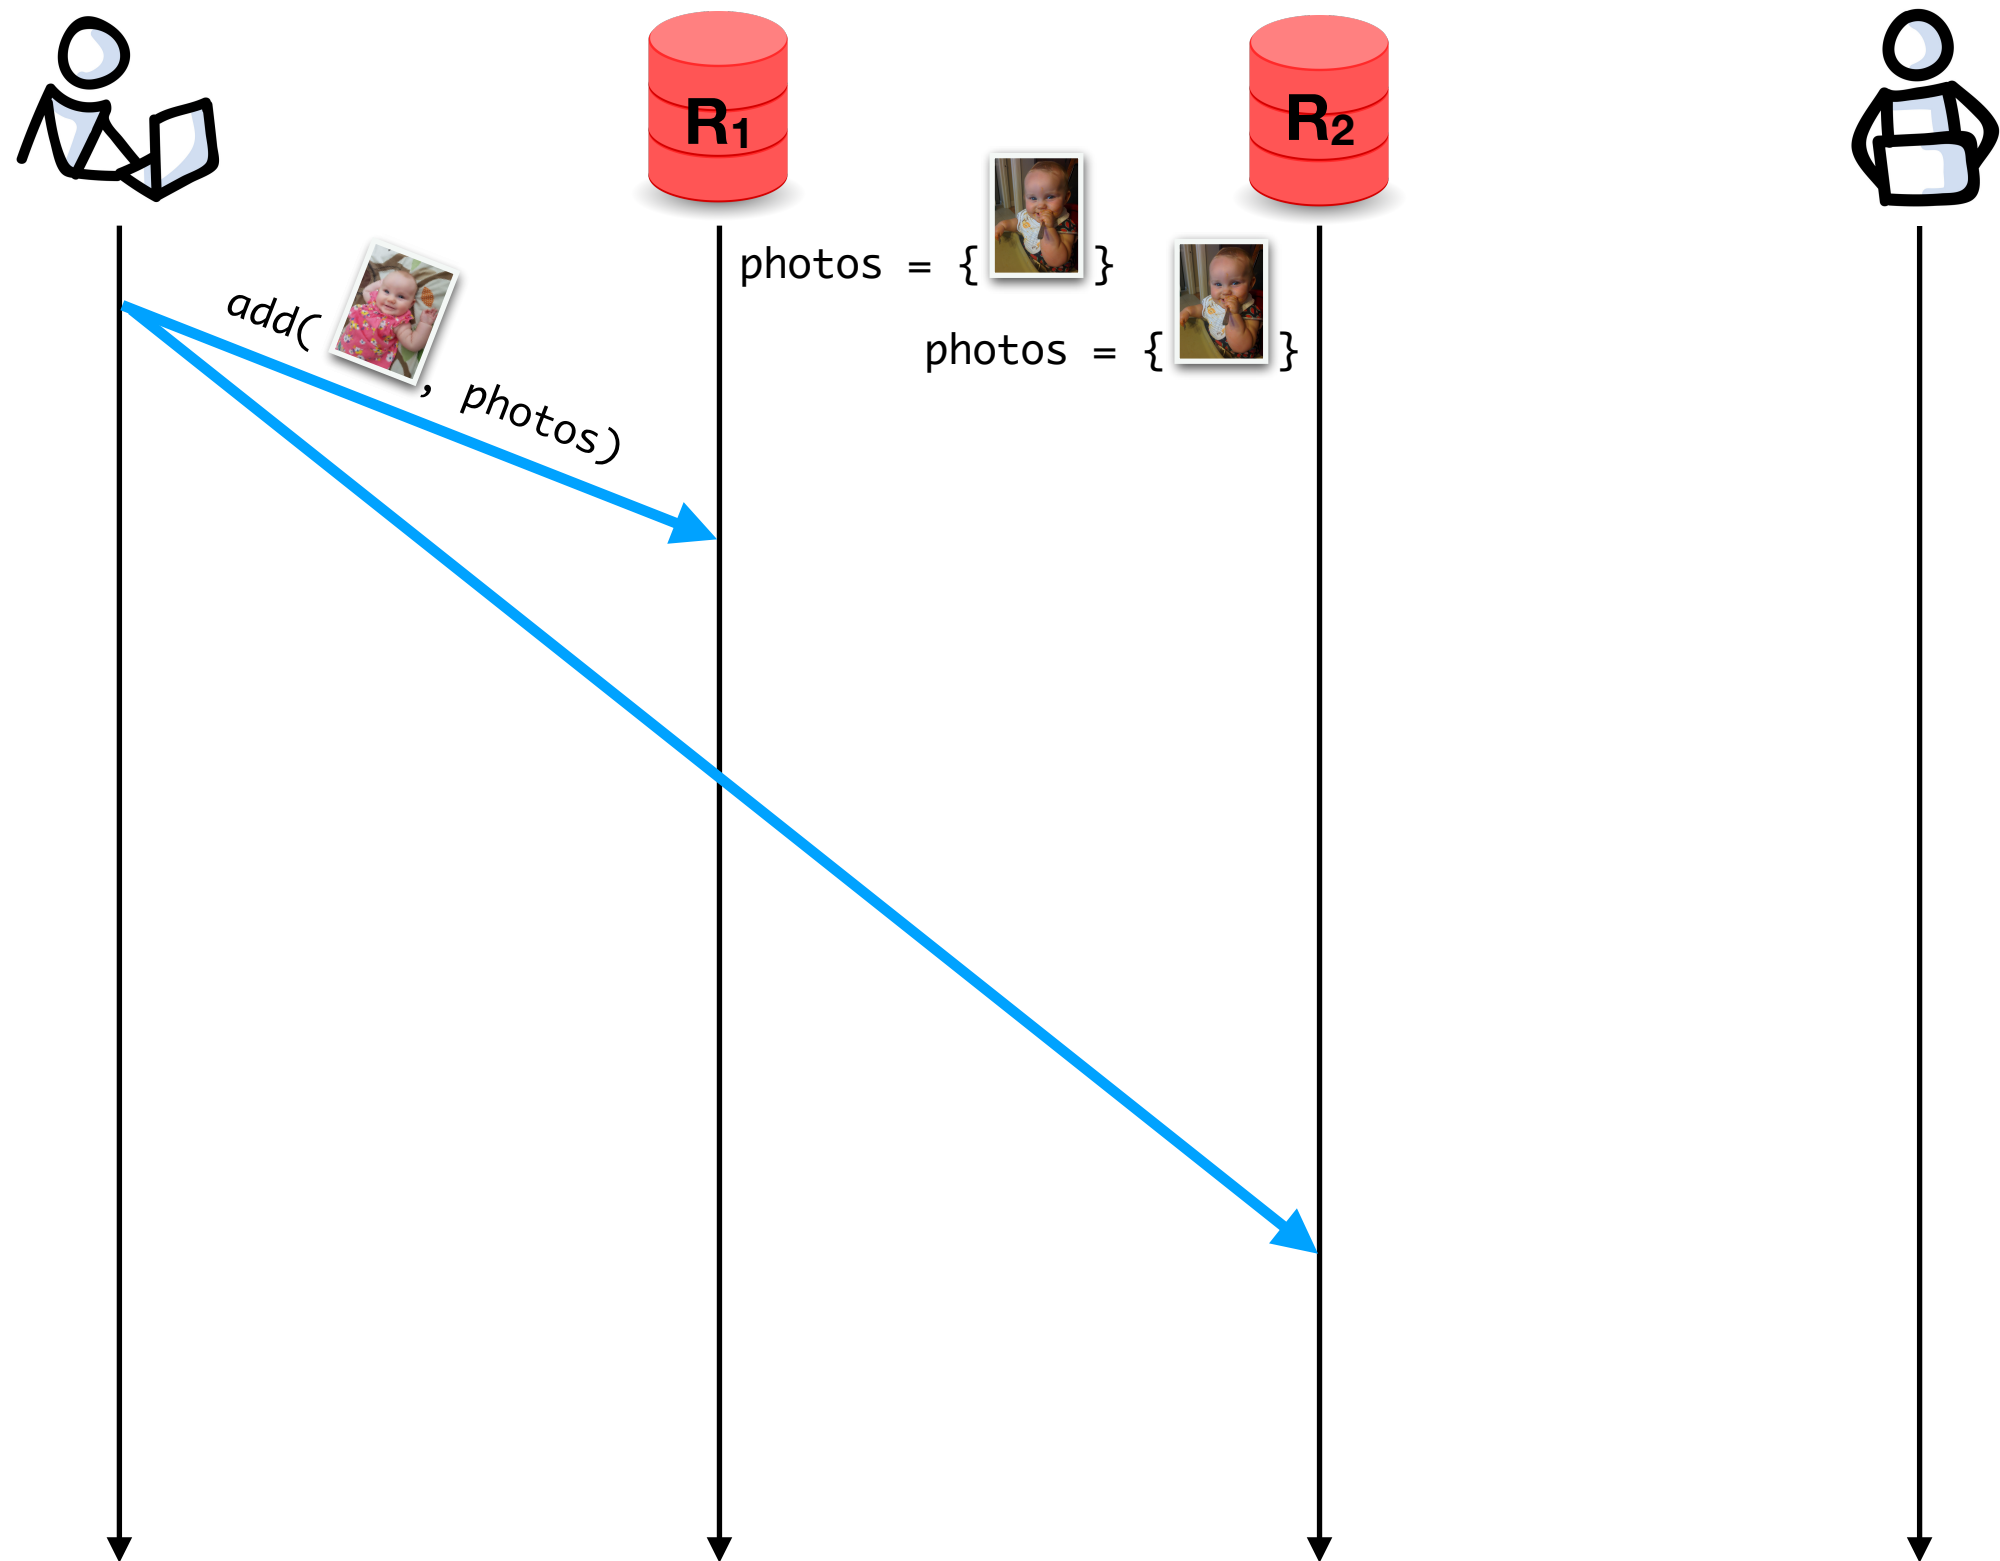 R₁
R₂
photos = { }
photos = { }
add( , photos)